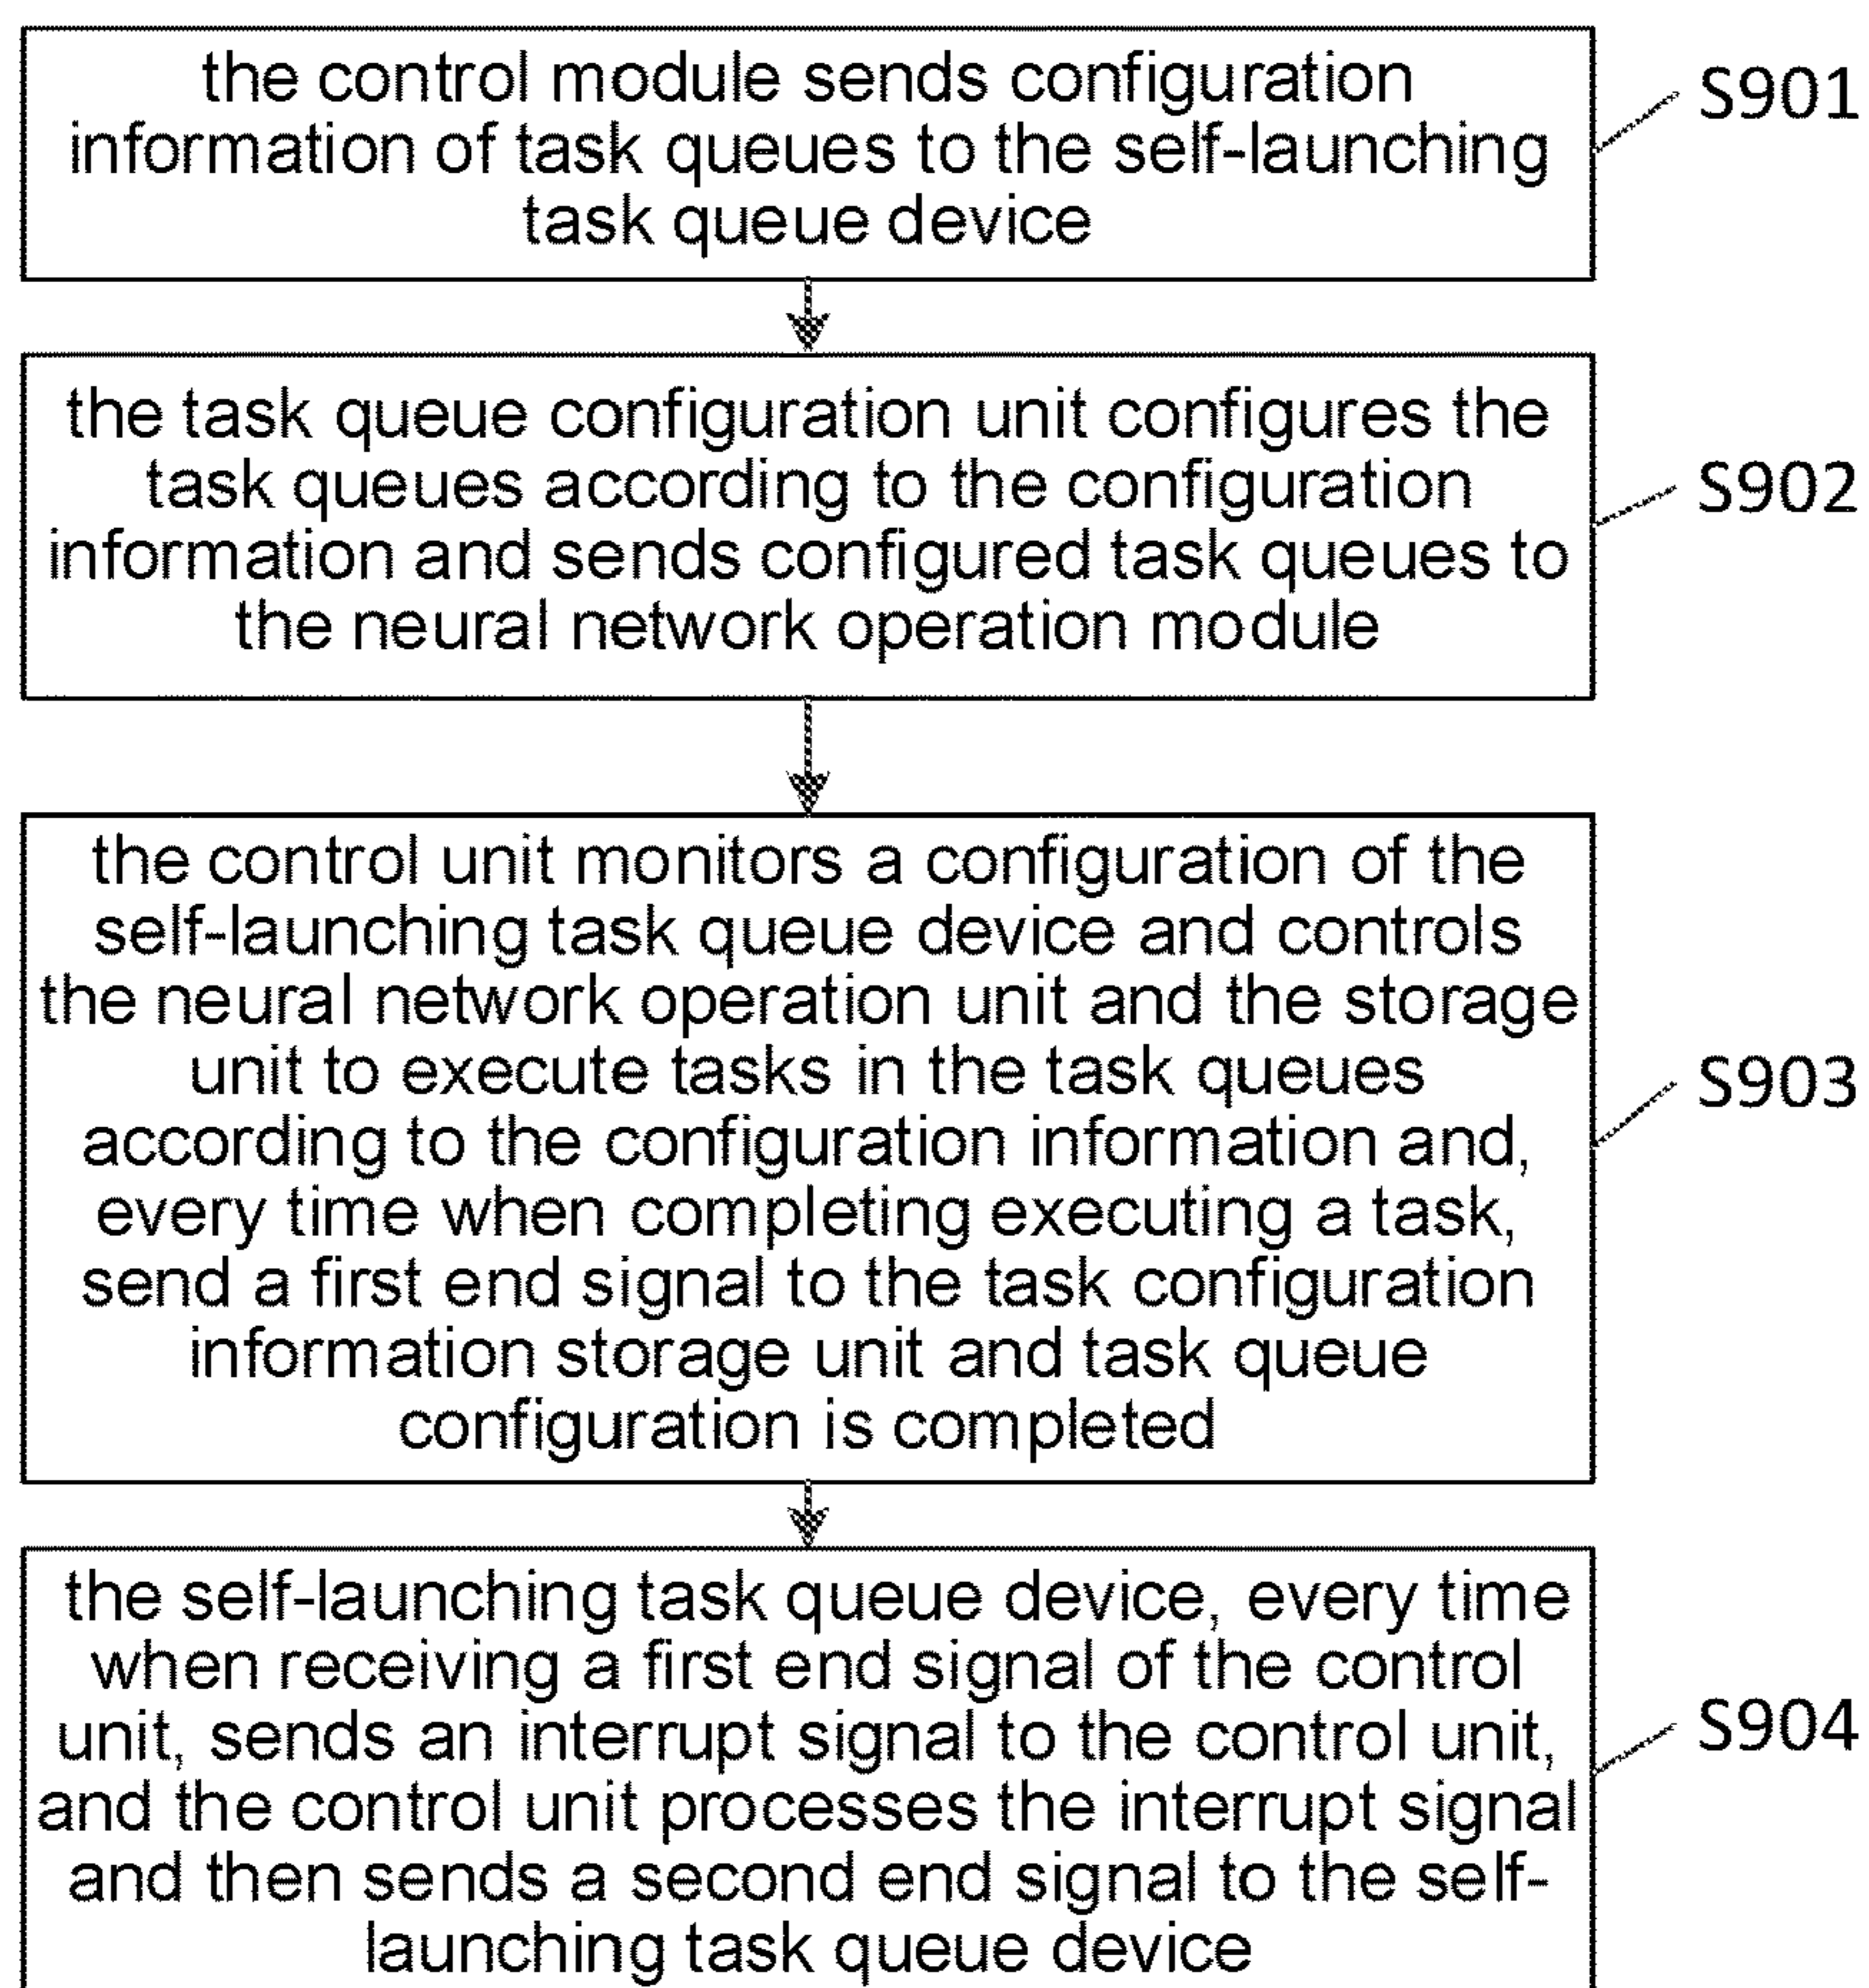 the control module sends configuration
information of task queues to the self-launching
task queue device
S901
the task queue configuration unit configures the
task queues according to the configuration
information and sends configured task queues to
the neural network operation module
S902
the control unit monitors a configuration of the
self-launching task queue device and controls
the neural network operation unit and the storage
unit to execute tasks in the task queues
according to the configuration information and,
every time when completing executing a task,
send a first end signal to the task configuration
information storage unit and task queue
configuration is completed
S903
the self-launching task queue device, every time
when receiving a first end signal of the control
unit, sends an interrupt signal to the control unit,
and the control unit processes the interrupt signal
and then sends a second end signal to the self-
launching task queue device
S904